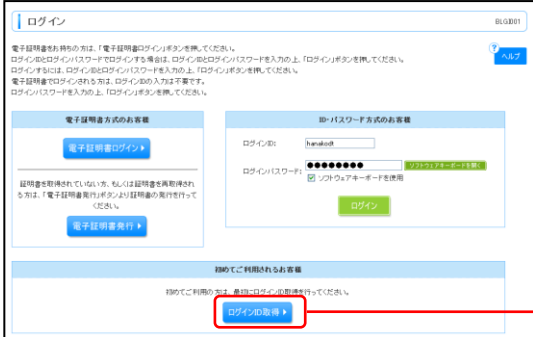 ログイン
BLGI001
電子証明書をお持ちの方は、「電子証明書ログイン」ボタンを押してください。
ログインIDとログインパスワードでログインする場合は、ログインIDとログインパスワードを入力の上、「ログイン」ボタンを押してください。
ログインするには、ログインIDとログインパスワードを入力の上、「ログイン」ボタンを押してください。
電子証明書でログインされる方は、ログインIDの入力は不要です。
ログインパスワードを入力の上、「ログイン」ボタンを押してください。
? ヘルプ
電子証明書方式のお客様
電子証明書ログイン
証明書を取得されていない方、もしくは証明書を再取得され
る方は、「電子証明書発行」ボタンより証明書の発行を行って
ください。
電子証明書発行
ID・パスワード方式のお客様
ログインID: hanakodt
ログインパスワード: ●●●●●●●● ソフトウェアキーボードを開く
ソフトウェアキーボードを使用
ログイン
初めてご利用されるお客様
初めてご利用の方は、最初にログインID取得を行ってください。
ログインID取得